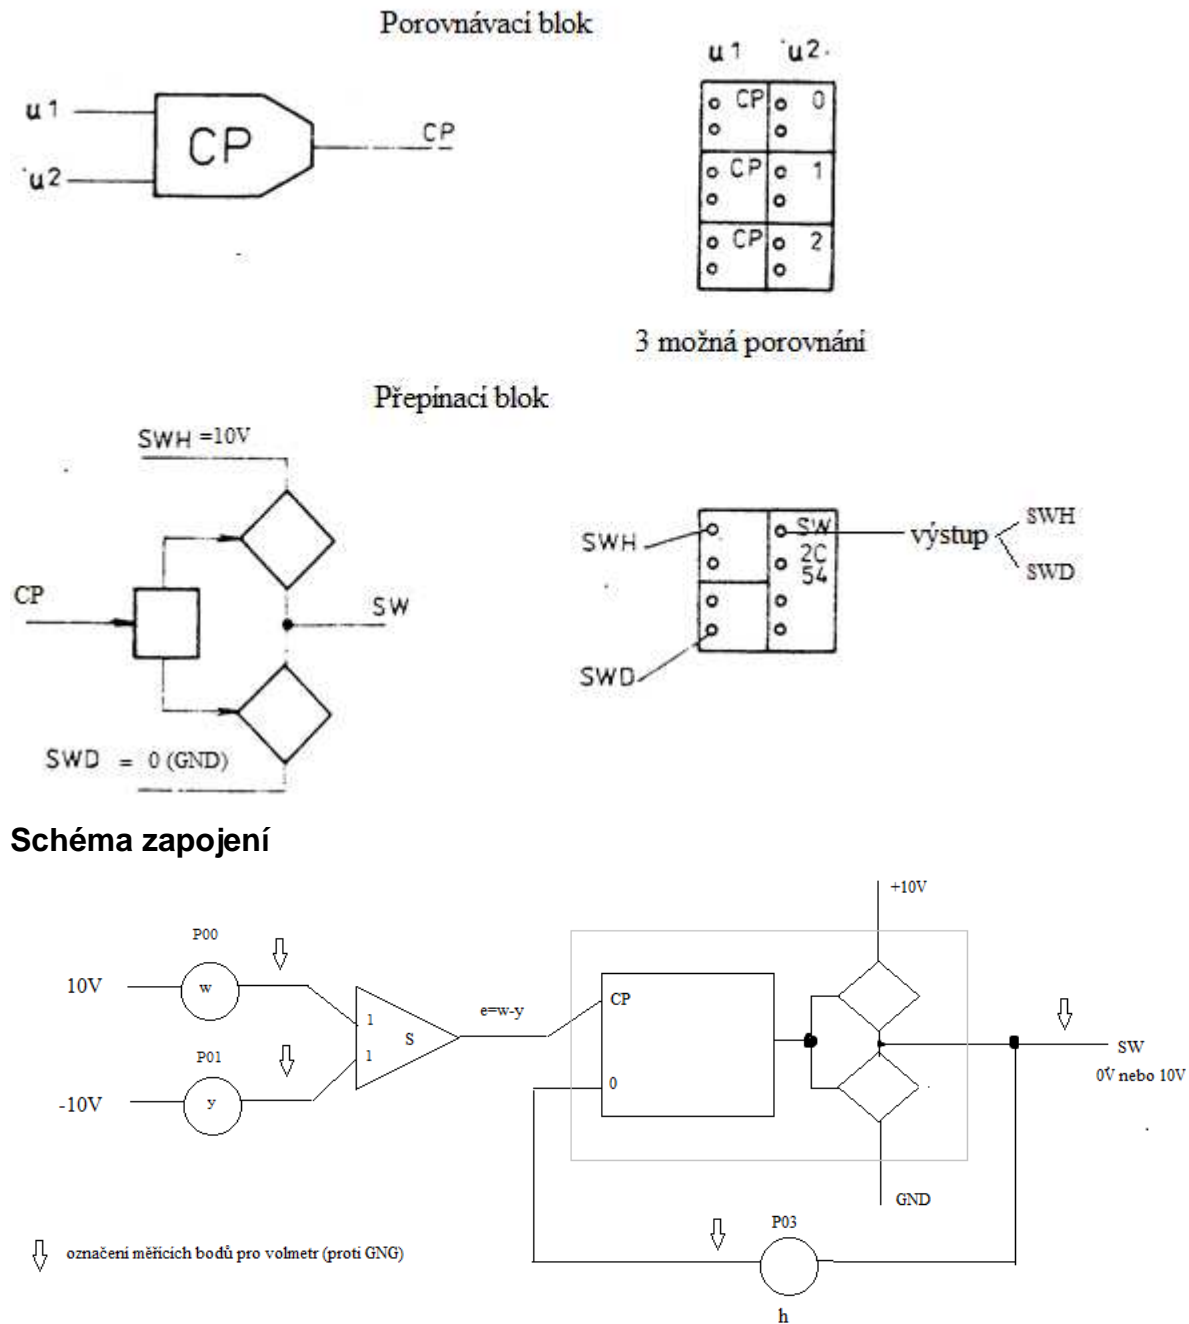 Porovnávací blok
u1 u2
u1
CP
CP
u2
CP 0
CP 1
CP 2
3 možná porovnání
Přepínací blok
SWH =10V
CP
SW
SWD = 0 (GND)
SWH
SW
2C
54
výstup
SWH
SWD
SWD
Schéma zapojení
+10V
P00
10V
w
1
S
e=w-y
CP
P01
1
-10V
y
0
SW
0V nebo 10V
GND
P03
h
označení měřicích bodů pro volmetr (proti GNG)